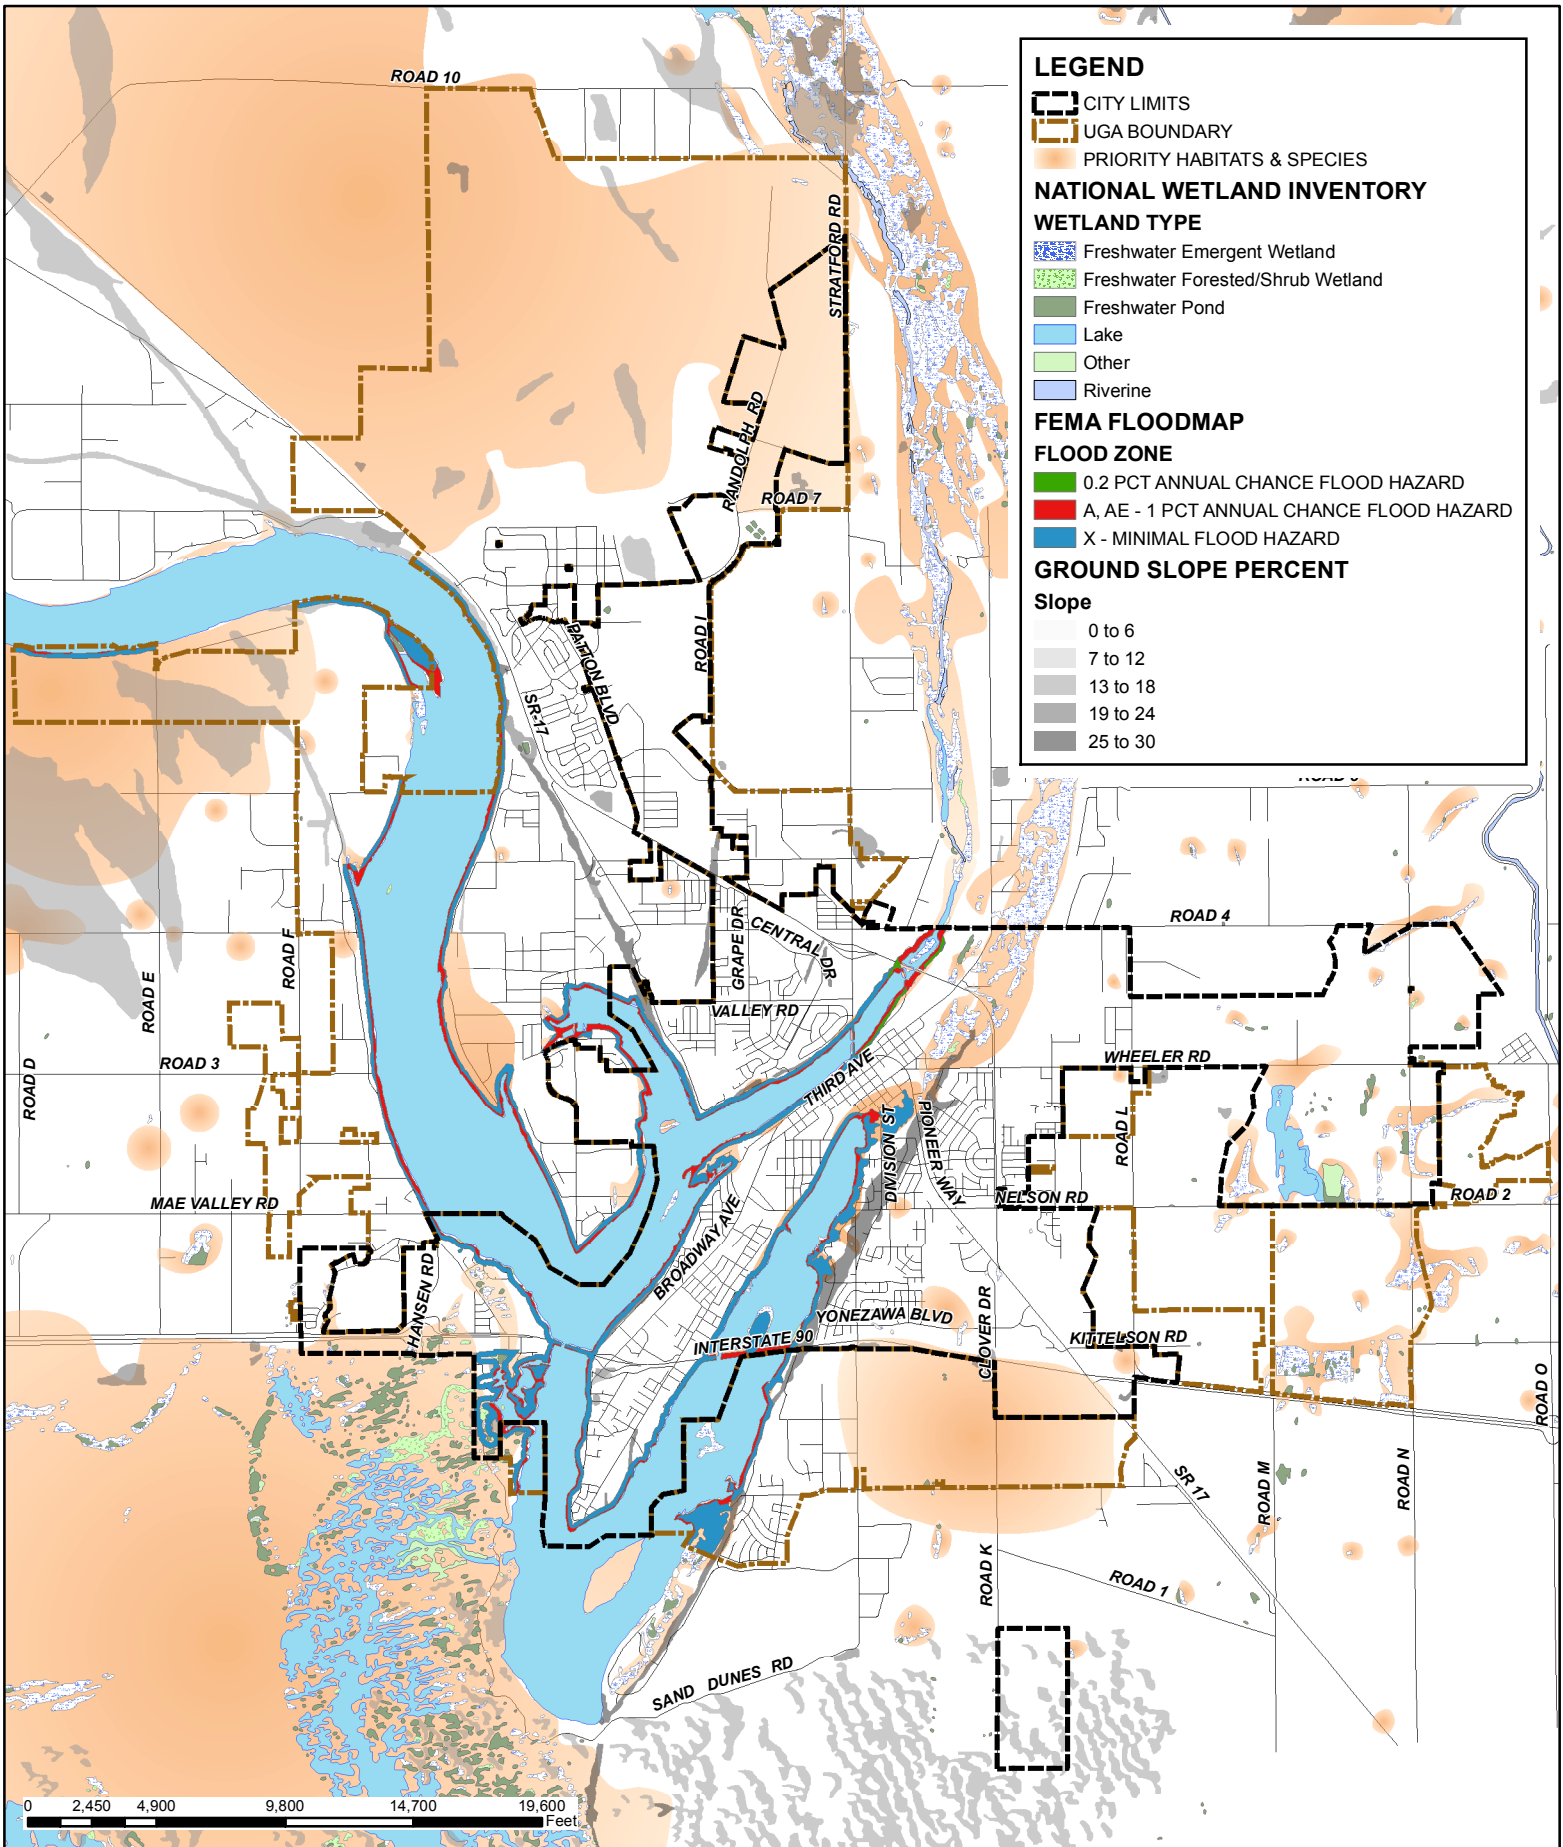 LEGEND
CITY LIMITS
UGA BOUNDARY
PRIORITY HABITATS & SPECIES
NATIONAL WETLAND INVENTORY
WETLAND TYPE
Freshwater Emergent Wetland
Freshwater Forested/Shrub Wetland
Freshwater Pond
Lake
Other
Riverine
FEMA FLOODMAP
FLOOD ZONE
0.2 PCT ANNUAL CHANCE FLOOD HAZARD
A, AE - 1 PCT ANNUAL CHANCE FLOOD HAZARD
X - MINIMAL FLOOD HAZARD
GROUND SLOPE PERCENT
Slope
0 to 6
7 to 12
13 to 18
19 to 24
25 to 30
ROAD 10
STRATFORD RD
RANDOLPH RD
ROAD 7
ROAD I
PATTON BLVD
SR-17
ROAD 4
GRAPE DR
CENTRAL DR
VALLEY RD
ROAD F
ROAD E
ROAD D
ROAD 3
WHEELER RD
THIRD AVE
DIVISION ST
PIONEER WAY
ROAD L
NELSON RD
ROAD 2
MAE VALLEY RD
HANSEN RD
BROADWAY AVE
YONEZAWA BLVD
INTERSTATE 90
CLOVER DR
KITTELSON RD
ROAD O
ROAD N
ROAD M
SR 17
ROAD K
ROAD 1
SAND DUNES RD
0 2,450 4,900 9,800 14,700 19,600
Feet